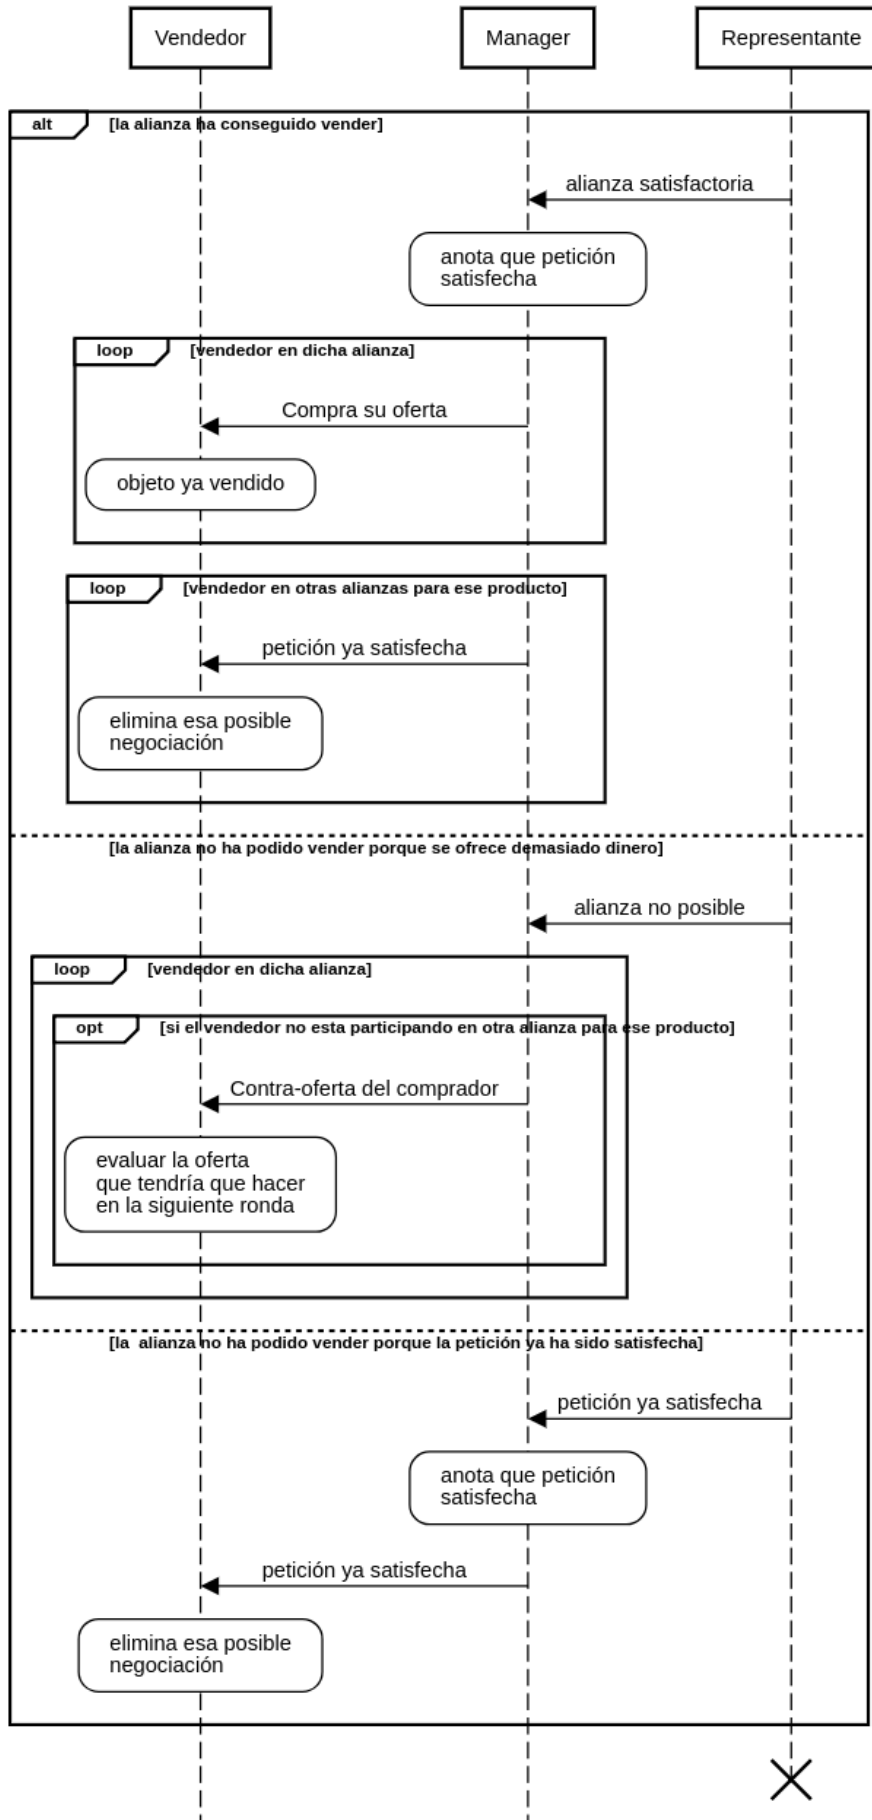 Vendedor
Manager
Representante
alt
[la alianza ha conseguido vender]
alianza satisfactoria
anota que petición
satisfecha
loop
[vendedor en dicha alianza]
Compra su oferta
objeto ya vendido
loop
[vendedor en otras alianzas para ese producto]
petición ya satisfecha
elimina esa posible
negociación
[la alianza no ha podido vender porque se ofrece demasiado dinero]
alianza no posible
loop
[vendedor en dicha alianza]
opt
[si el vendedor no esta participando en otra alianza para ese producto]
Contra-oferta del comprador
evaluar la oferta
que tendría que hacer
en la siguiente ronda
[la  alianza no ha podido vender porque la petición ya ha sido satisfecha]
petición ya satisfecha
anota que petición
satisfecha
petición ya satisfecha
elimina esa posible
negociación